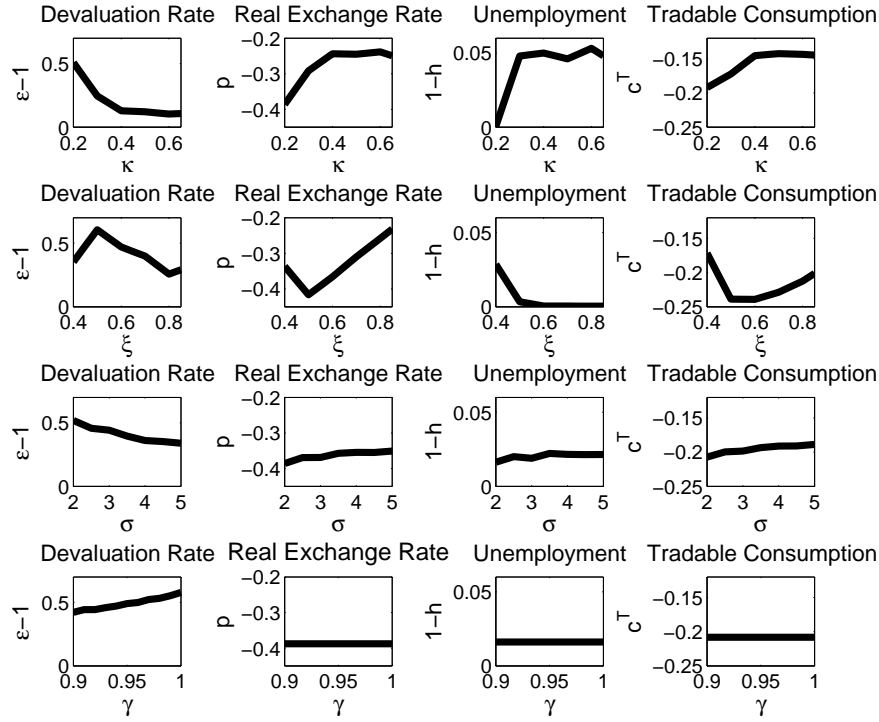 Devaluation Rate Real Exchange Rate Unemployment Tradable Consumption
ε−1 0.5 0 0.2 0.4 0.6 κ
p −0.2 −0.3 −0.4 0.2 0.4 0.6 κ
1−h 0.05 0 0.2 0.4 0.6 κ
c^T −0.15 −0.2 −0.25 0.2 0.4 0.6 κ
Devaluation Rate Real Exchange Rate Unemployment Tradable Consumption
ε−1 0.5 0 0.4 0.6 0.8 ξ
p −0.2 −0.3 −0.4 0.4 0.6 0.8 ξ
1−h 0.05 0 0.4 0.6 0.8 ξ
c^T −0.15 −0.2 −0.25 0.4 0.6 0.8 ξ
Devaluation Rate Real Exchange Rate Unemployment Tradable Consumption
ε−1 0.5 0 2 3 4 5 σ
p −0.2 −0.3 −0.4 2 3 4 5 σ
1−h 0.05 0 2 3 4 5 σ
c^T −0.15 −0.2 −0.25 2 3 4 5 σ
Devaluation Rate Real Exchange Rate Unemployment Tradable Consumption
ε−1 0.5 0 0.9 0.95 1 γ
p −0.2 −0.3 −0.4 0.9 0.95 1 γ
1−h 0.05 0 0.9 0.95 1 γ
c^T −0.15 −0.2 −0.25 0.9 0.95 1 γ